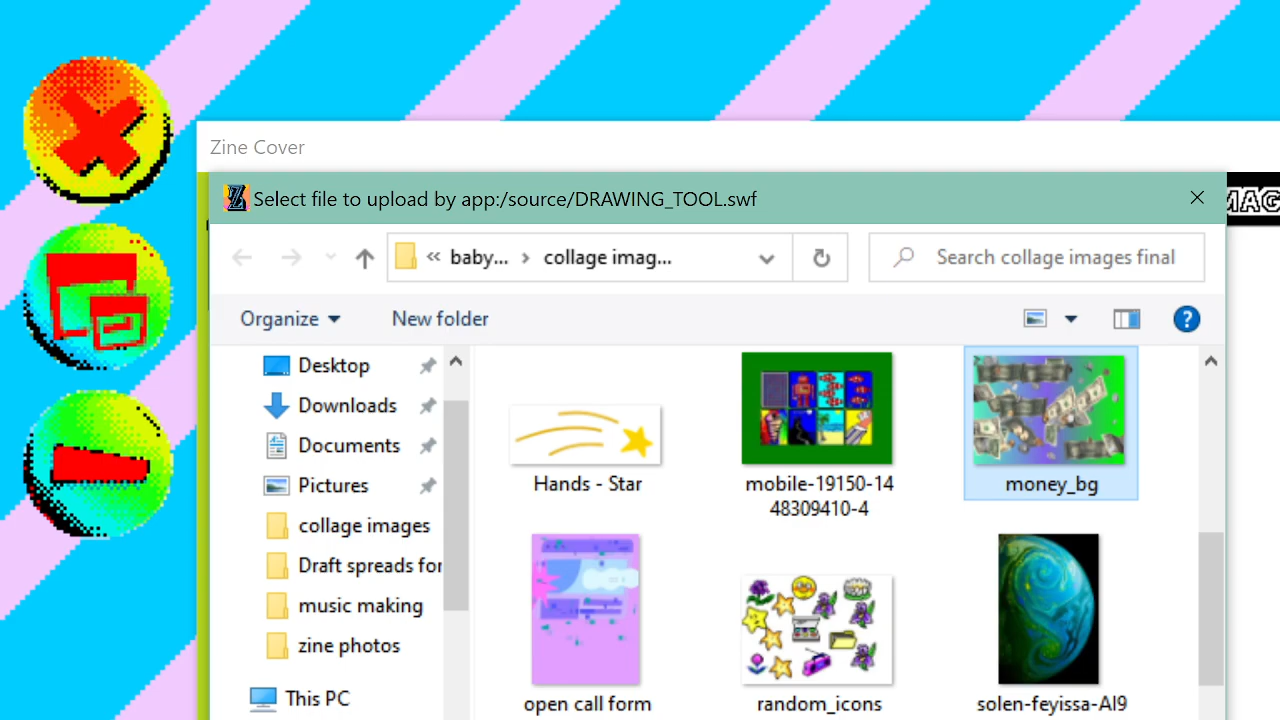 Zine Cover
Select file to upload by app:/source/DRAWING_TOOL.swf
MAG
« baby... › collage imag...
Search collage images final
Organize
New folder
Desktop
Downloads
Documents
Pictures
collage images
Draft spreads for
music making
zine photos
This PC
Hands - Star
mobile-19150-14
48309410-4
money_bg
open call form
random_icons
solen-feyissa-AI9